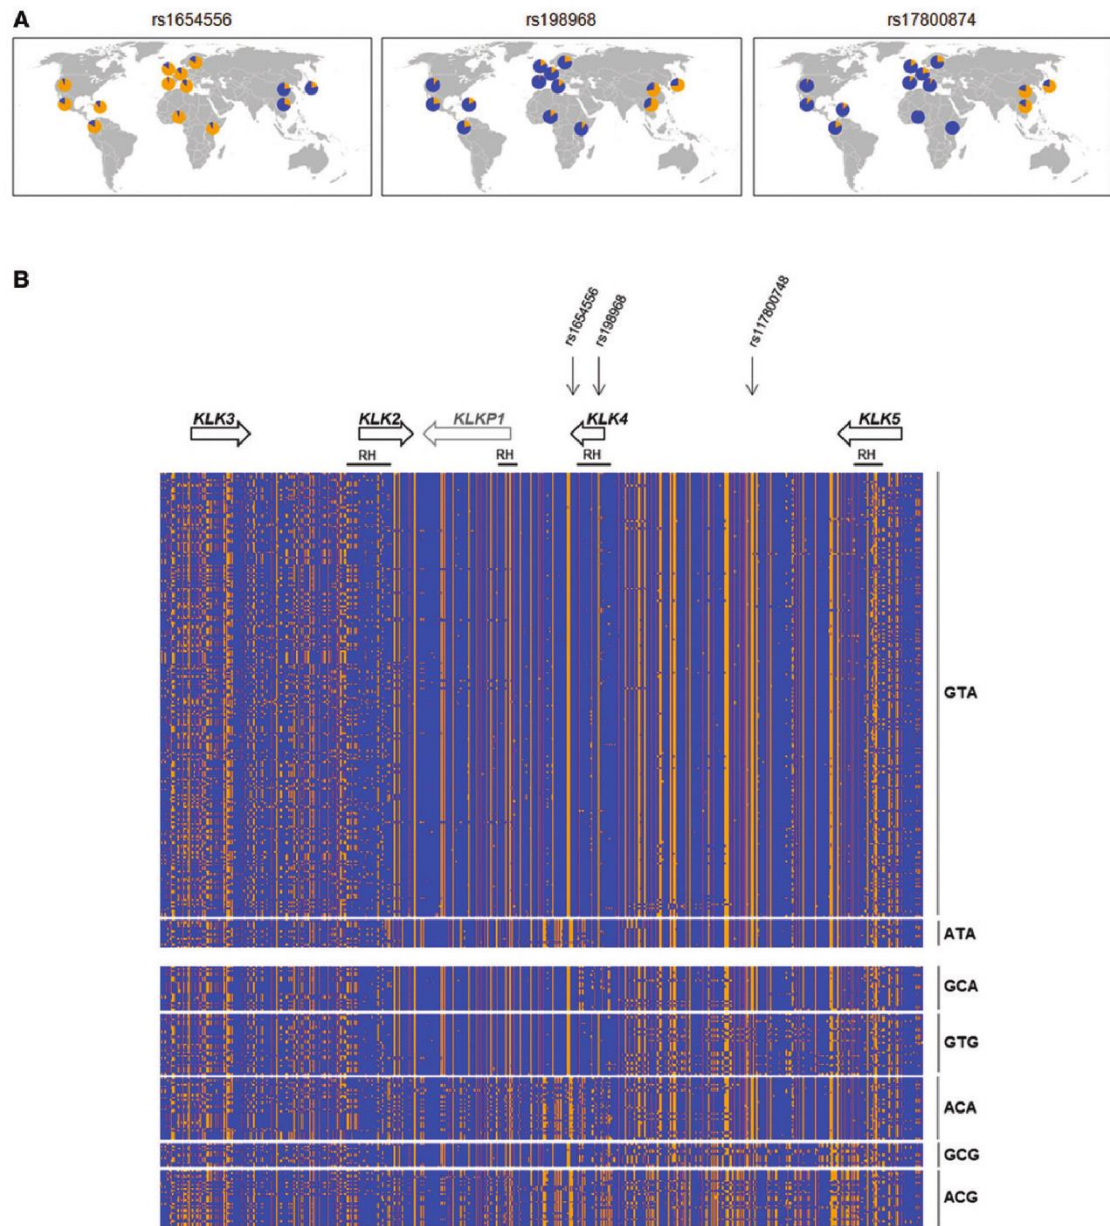 A
rs1654556 rs198968 rs17800874
B
rs1654556 rs198968 rs117800748
KLK3 KLK2 KLKP1 KLK4 KLK5
RH RH RH RH
GTA
ATA
GCA
GTG
ACA
GCG
ACG